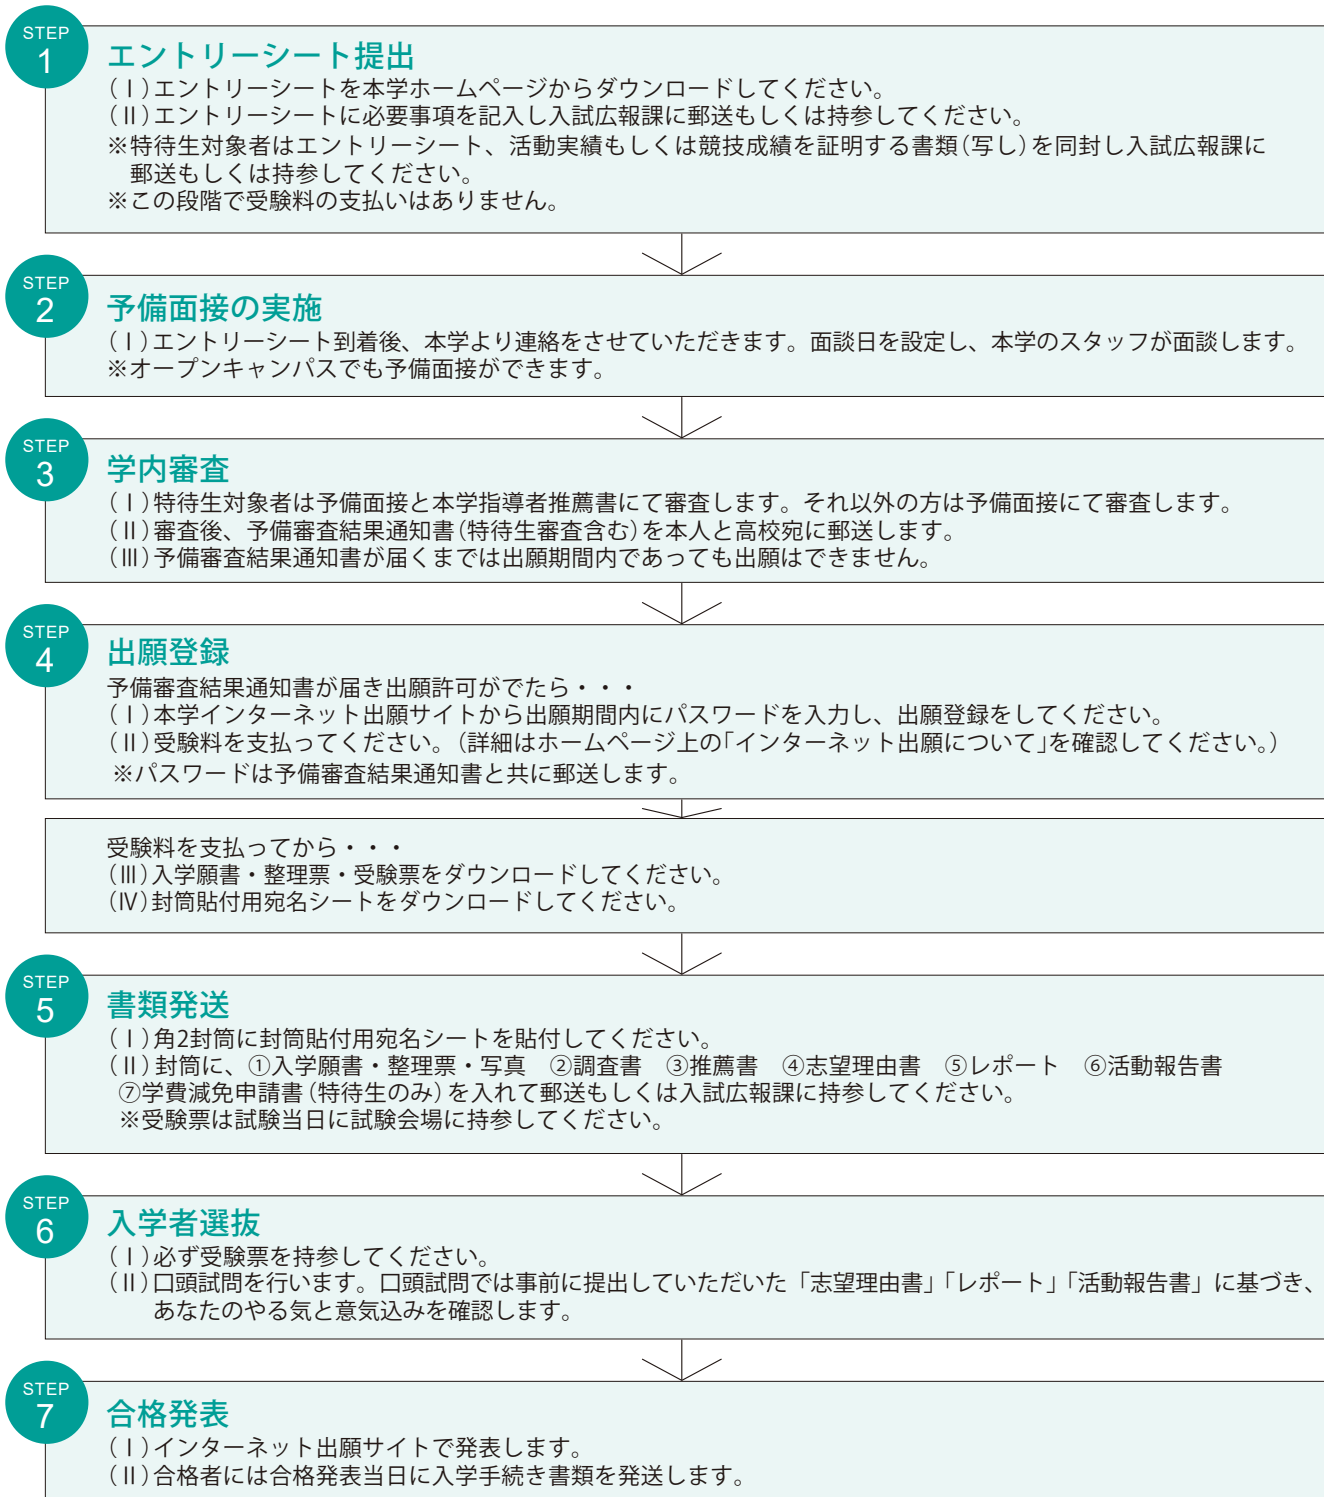 STEP
1
エントリーシート提出
(Ⅰ)エントリーシートを本学ホームページからダウンロードしてください。
(Ⅱ)エントリーシートに必要事項を記入し入試広報課に郵送もしくは持参してください。
※特待生対象者はエントリーシート、活動実績もしくは競技成績を証明する書類(写し)を同封し入試広報課に
郵送もしくは持参してください。
※この段階で受験料の支払いはありません。
STEP
2
予備面接の実施
(Ⅰ)エントリーシート到着後、本学より連絡をさせていただきます。面談日を設定し、本学のスタッフが面談します。
※オープンキャンパスでも予備面接ができます。
STEP
3
学内審査
(Ⅰ)特待生対象者は予備面接と本学指導者推薦書にて審査します。それ以外の方は予備面接にて審査します。
(Ⅱ)審査後、予備審査結果通知書(特待生審査含む)を本人と高校宛に郵送します。
(Ⅲ)予備審査結果通知書が届くまでは出願期間内であっても出願はできません。
STEP
4
出願登録
予備審査結果通知書が届き出願許可がでたら・・・
(Ⅰ)本学インターネット出願サイトから出願期間内にパスワードを入力し、出願登録をしてください。
(Ⅱ)受験料を支払ってください。(詳細はホームページ上の「インターネット出願について」を確認してください。)
※パスワードは予備審査結果通知書と共に郵送します。
受験料を支払ってから・・・
(Ⅲ)入学願書・整理票・受験票をダウンロードしてください。
(Ⅳ)封筒貼付用宛名シートをダウンロードしてください。
STEP
5
書類発送
(Ⅰ)角2封筒に封筒貼付用宛名シートを貼付してください。
(Ⅱ)封筒に、①入学願書・整理票・写真　②調査書　③推薦書　④志望理由書　⑤レポート　⑥活動報告書
⑦学費減免申請書(特待生のみ)を入れて郵送もしくは入試広報課に持参してください。
※受験票は試験当日に試験会場に持参してください。
STEP
6
入学者選抜
(Ⅰ)必ず受験票を持参してください。
(Ⅱ)口頭試問を行います。口頭試問では事前に提出していただいた「志望理由書」「レポート」「活動報告書」に基づき、
あなたのやる気と意気込みを確認します。
STEP
7
合格発表
(Ⅰ)インターネット出願サイトで発表します。
(Ⅱ)合格者には合格発表当日に入学手続き書類を発送します。